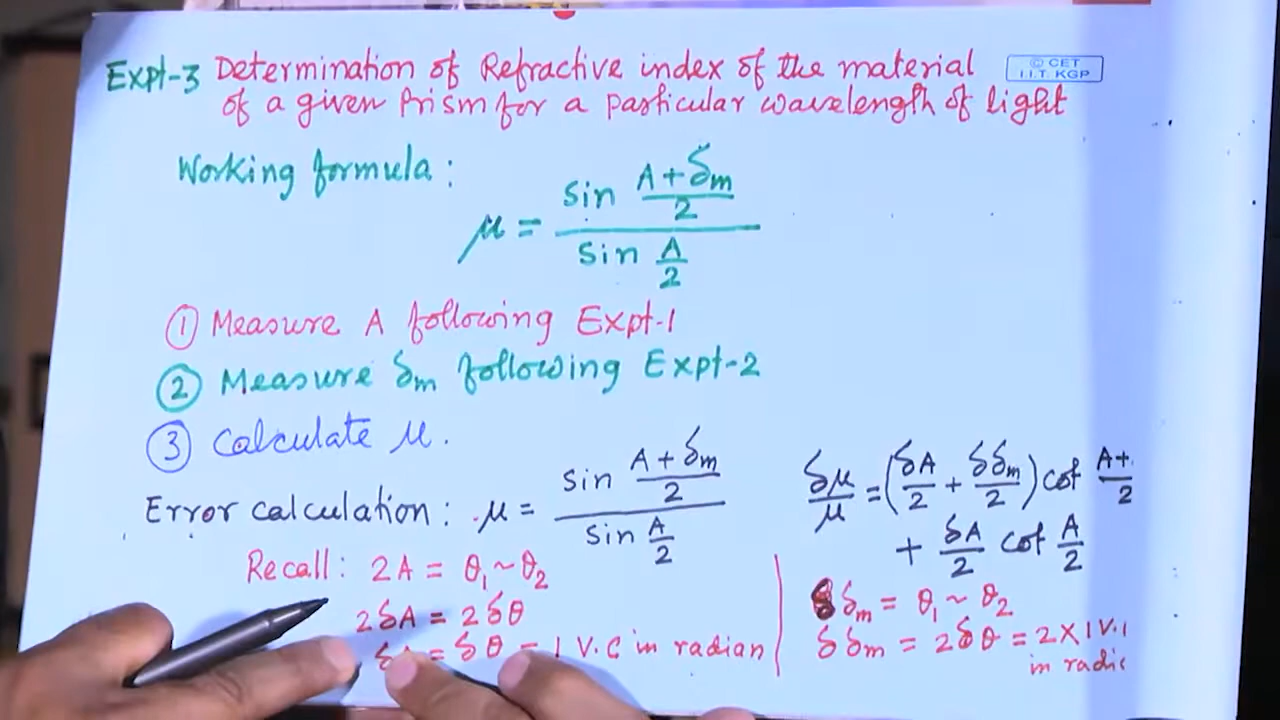 Expt-3 Determination of Refractive index of the material
© CET
I.I.T. KGP
of a given Prism for a particular wavelength of light
Working formula :
μ = sin (A + δm)/2 / sin A/2
① Measure A following Expt-1
② Measure δm following Expt-2
③ Calculate μ.
Error calculation : μ = sin (A + δm)/2 / sin A/2
δμ/μ = (δA/2 + δδm/2) cot A+/2
+ δA/2 cot A/2
Recall : 2A = θ₁ ~ θ₂
2δA = 2δθ
= δθ = 1 V.C in radian
δm = θ₁ ~ θ₂
δδm = 2δθ = 2×1 V.
in